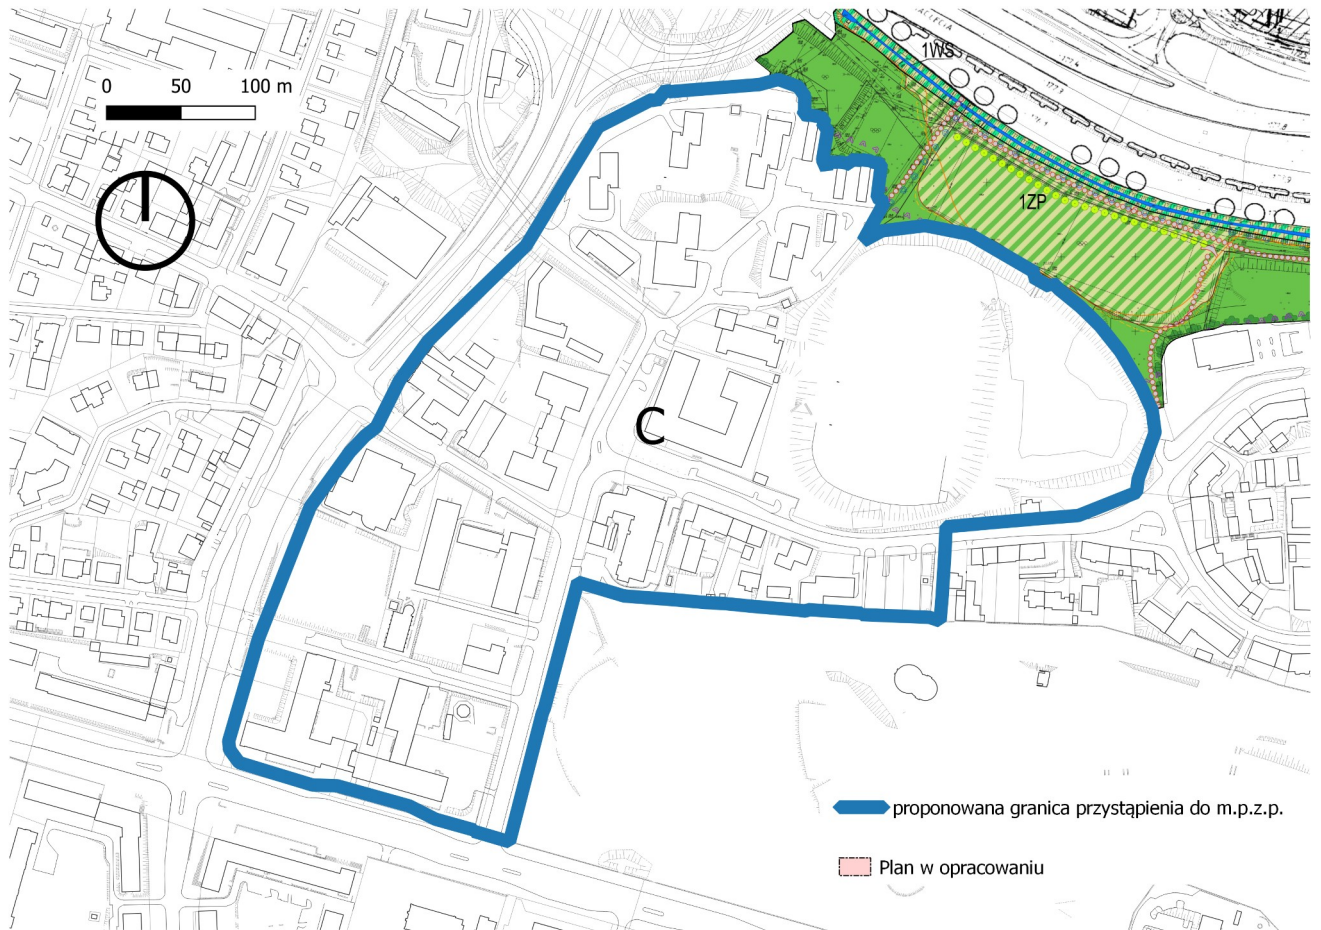 1WS
0 50 100 m
1ZP
C
proponowana granica przystąpienia do m.p.z.p.
Plan w opracowaniu